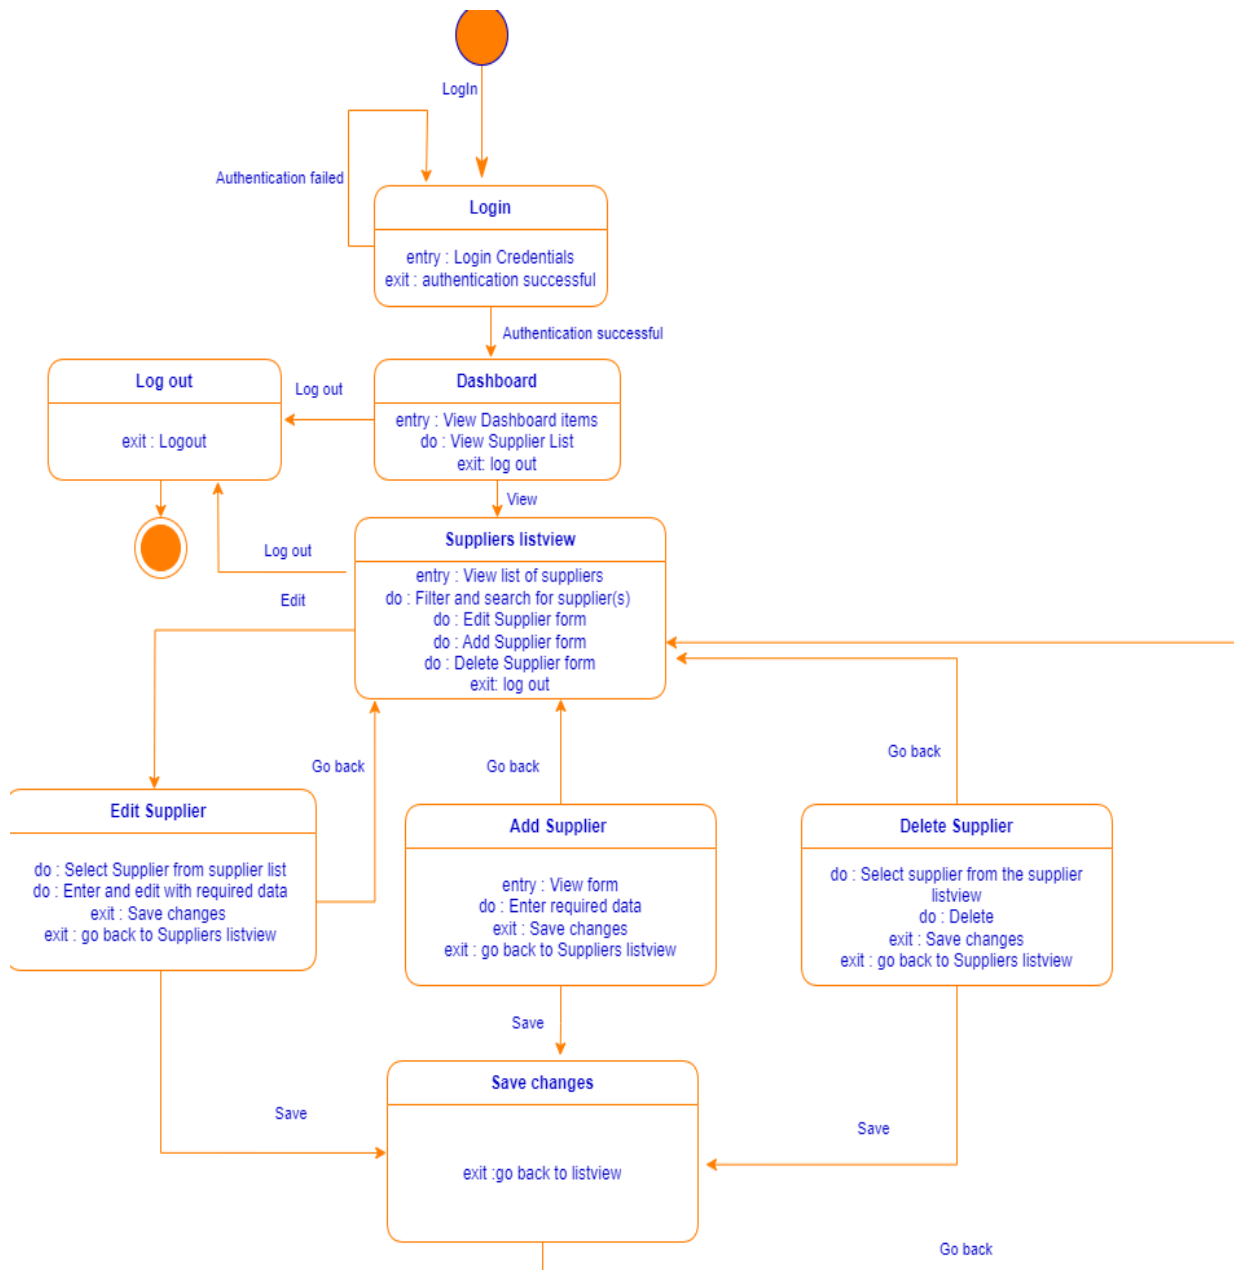 LogIn
Authentication failed
Login
entry : Login Credentials
exit : authentication successful
Authentication successful
Log out
exit : Logout
Log out
Dashboard
entry : View Dashboard items
do : View Supplier List
exit: log out
View
Suppliers listview
entry : View list of suppliers
do : Filter and search for supplier(s)
do : Edit Supplier form
do : Add Supplier form
do : Delete Supplier form
exit: log out
Log out
Edit
Go back
Go back
Go back
Edit Supplier
do : Select Supplier from supplier list
do : Enter and edit with required data
exit : Save changes
exit : go back to Suppliers listview
Add Supplier
entry : View form
do : Enter required data
exit : Save changes
exit : go back to Suppliers listview
Delete Supplier
do : Select supplier from the supplier
listview
do : Delete
exit : Save changes
exit : go back to Suppliers listview
Save
Save
Save
Save changes
exit :go back to listview
Go back